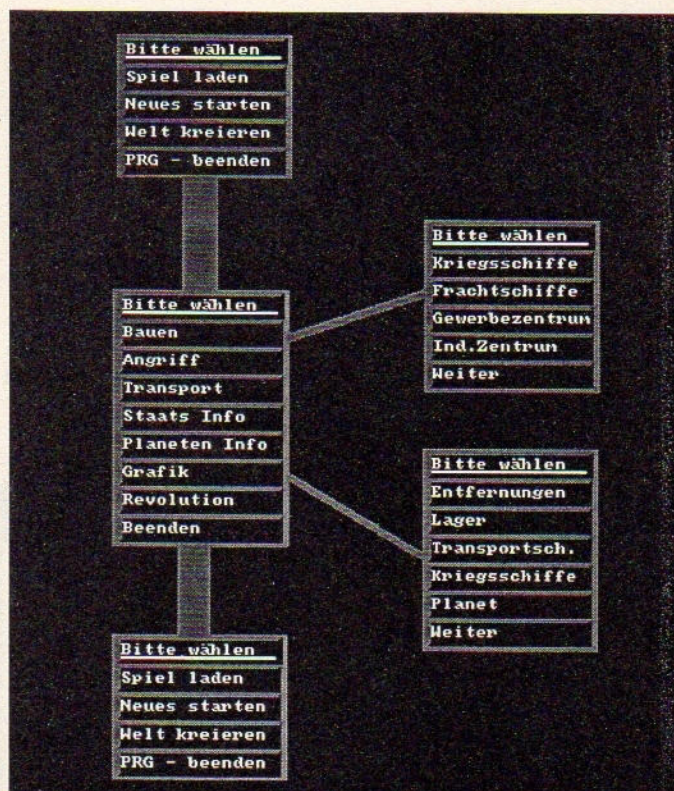 Bitte wählen
Spiel laden
Neues starten
Welt kreieren
PRG - beenden
Bitte wählen
Bauen
Angriff
Transport
Staats Info
Planeten Info
Grafik
Revolution
Beenden
Bitte wählen
Kriegsschiffe
Frachtschiffe
Gewerbezentrum
Ind.Zentrum
Weiter
Bitte wählen
Entfernungen
Lager
Transportsch.
Kriegsschiffe
Planet
Weiter
Bitte wählen
Spiel laden
Neues starten
Welt kreieren
PRG - beenden